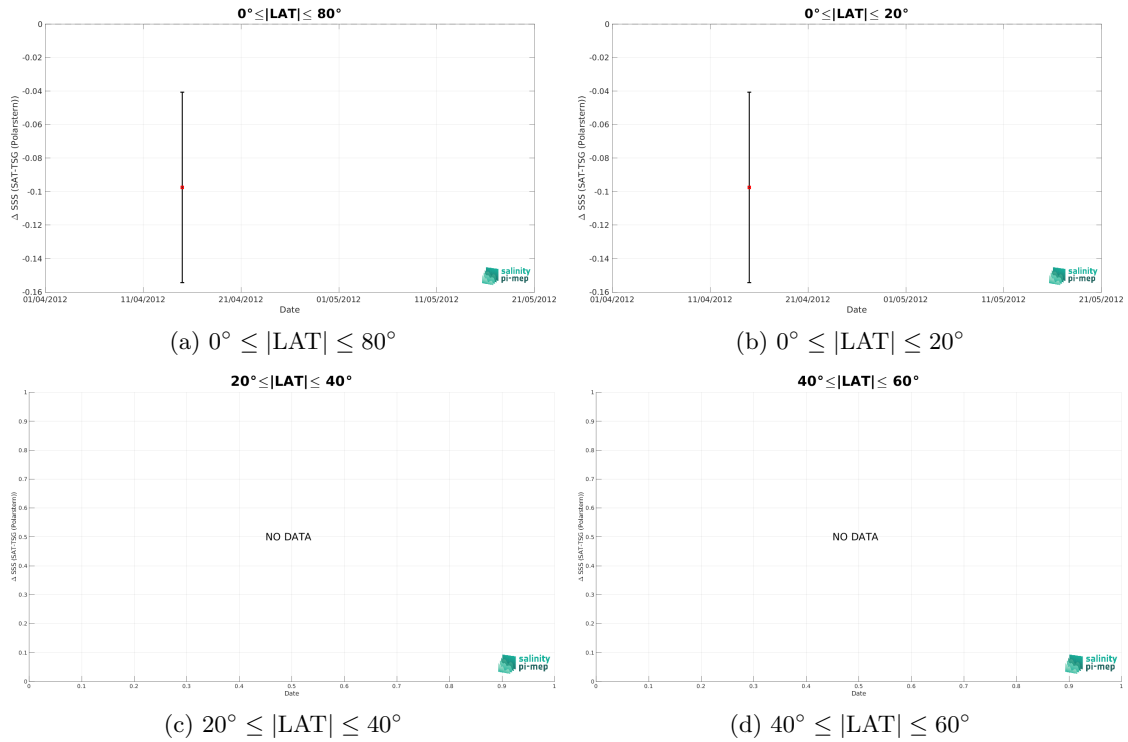 0°≤|LAT|≤ 80°
Δ SSS (SAT-TSG (Polarstern))
0
-0.02
-0.04
-0.06
-0.08
-0.1
-0.12
-0.14
-0.16
01/04/2012 11/04/2012 21/04/2012 01/05/2012 11/05/2012 21/05/2012
Date
salinity
pi-mep
(a) 0° ≤ |LAT| ≤ 80°
0°≤|LAT|≤ 20°
Δ SSS (SAT-TSG (Polarstern))
0
-0.02
-0.04
-0.06
-0.08
-0.1
-0.12
-0.14
-0.16
01/04/2012 11/04/2012 21/04/2012 01/05/2012 11/05/2012 21/05/2012
Date
salinity
pi-mep
(b) 0° ≤ |LAT| ≤ 20°
20°≤|LAT|≤ 40°
Δ SSS (SAT-TSG (Polarstern))
1
0.9
0.8
0.7
0.6
0.5
0.4
0.3
0.2
0.1
0
NO DATA
0 0.1 0.2 0.3 0.4 0.5 0.6 0.7 0.8 0.9 1
Date
salinity
pi-mep
(c) 20° ≤ |LAT| ≤ 40°
40°≤|LAT|≤ 60°
Δ SSS (SAT-TSG (Polarstern))
1
0.9
0.8
0.7
0.6
0.5
0.4
0.3
0.2
0.1
0
NO DATA
0 0.1 0.2 0.3 0.4 0.5 0.6 0.7 0.8 0.9 1
Date
salinity
pi-mep
(d) 40° ≤ |LAT| ≤ 60°